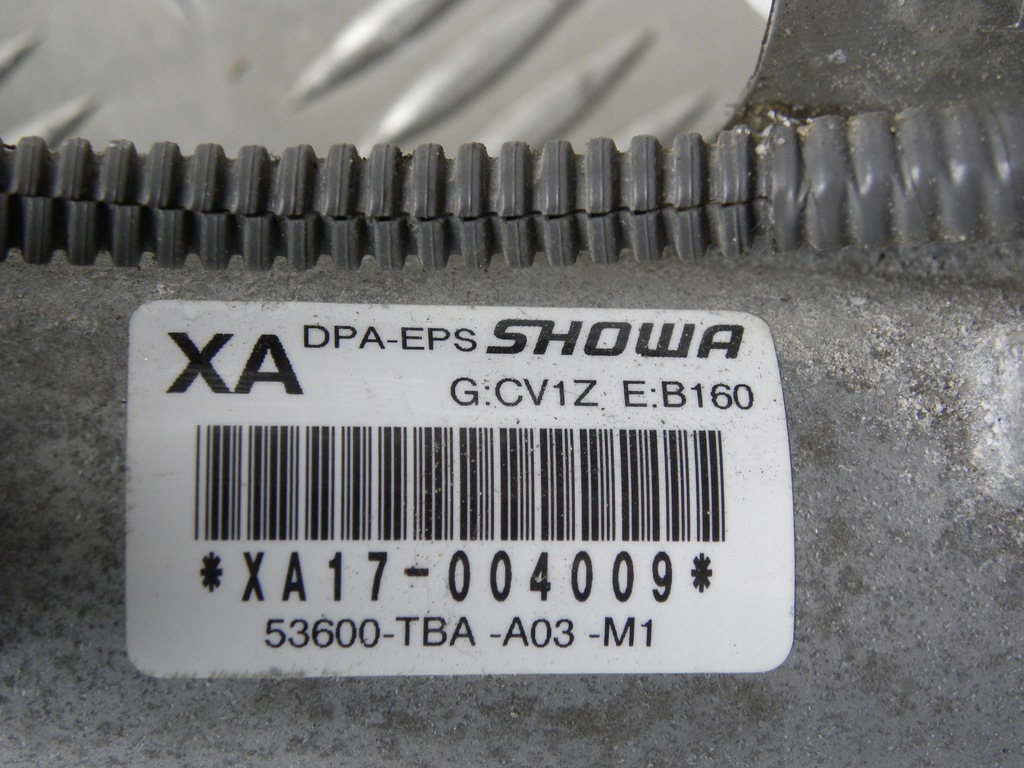 XA DPA-EPS SHOWA
G:CV1Z E:B160
*XA17-004009*
53600-TBA -A03 -M1